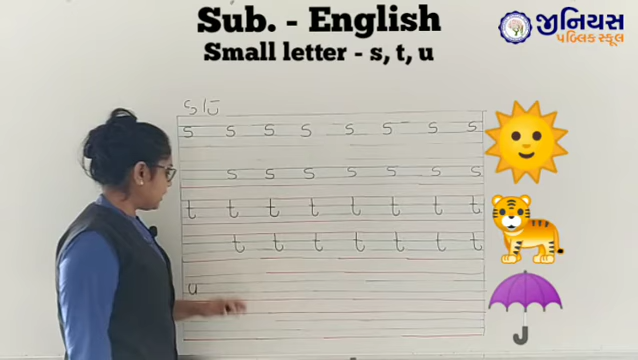 Sub. - English
Small letter - s, t, u
જીનિયસ
પબ્લિક સ્કૂલ
s s s s s s s s
s s s s s s s
t t t t t t t t
t t t t t t t
u